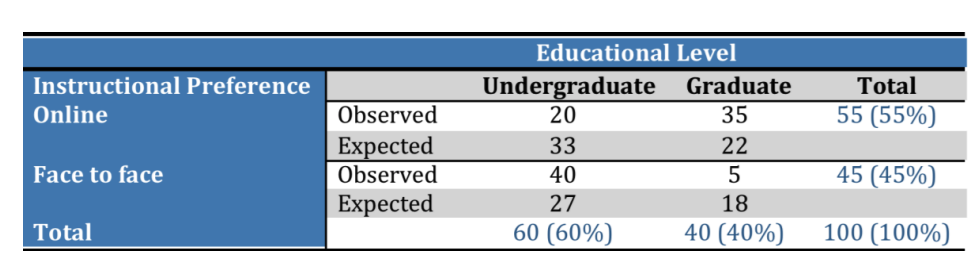 Educational Level
Instructional Preference Undergraduate Graduate Total
Online Observed 20 35 55 (55%)
Expected 33 22
Face to face Observed 40 5 45 (45%)
Expected 27 18
Total 60 (60%) 40 (40%) 100 (100%)